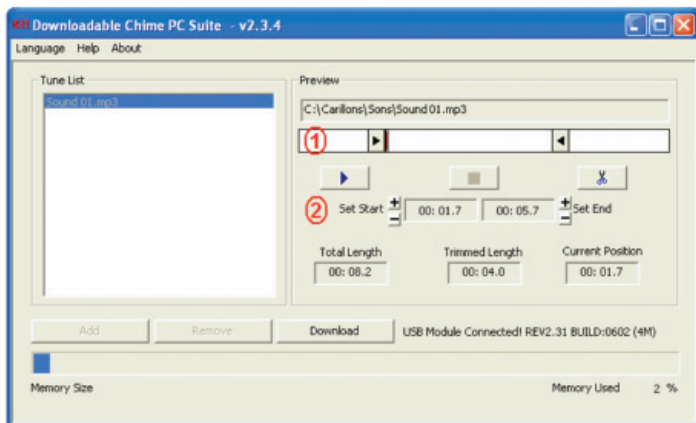 Downloadable Chime PC Suite - v2.3.4
Language Help About
Tune List
Sound 01.mp3
Preview
C:\Carillons\Sons\Sound 01.mp3
1
2 Set Start + - 00: 01.7 00: 05.7 + - Set End
Total Length Trimmed Length Current Position
00: 08.2 00: 04.0 00: 01.7
Add Remove Download USB Module Connected! REV2.31 BUILD:0602 (4M)
Memory Size Memory Used 2 %